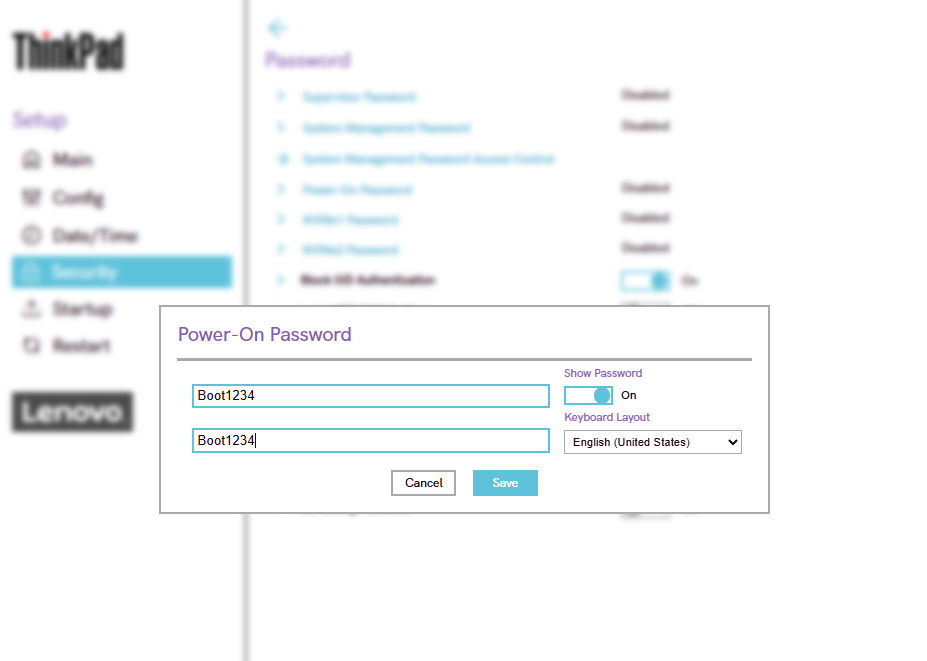 ThinkPad
Setup
Main
Config
Date/Time
Security
Startup
Restart
Lenovo
Password
Supervisor Password Disabled
System Management Password Disabled
System Management Password Access Control
Power-On Password Disabled
NVMe1 Password Disabled
NVMe2 Password Disabled
Block SID Authentication On
Power-On Password
Show Password
Boot1234 On
Keyboard Layout
Boot1234 English (United States)
Cancel Save